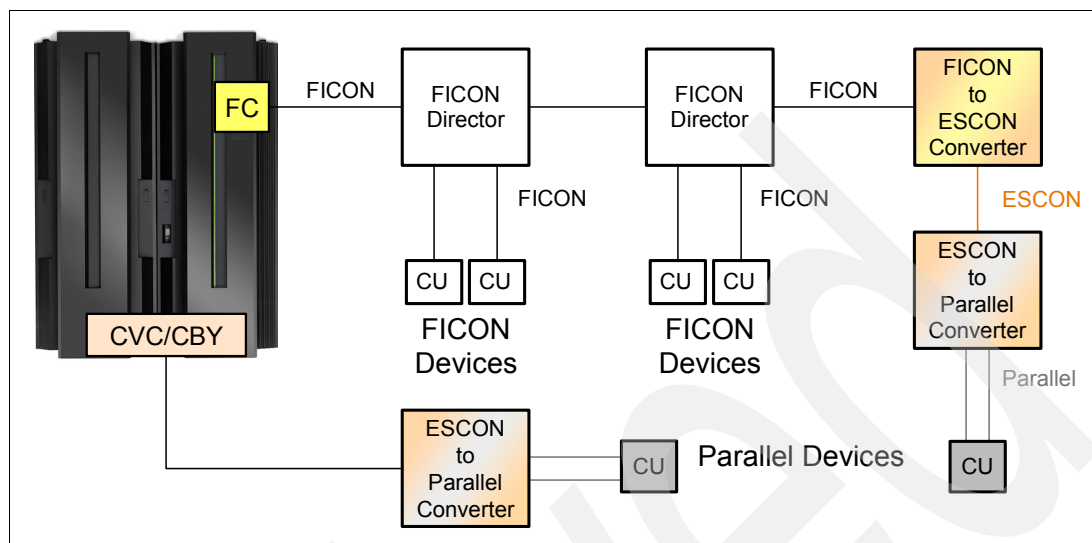 FC
FICON
FICON
Director
FICON
Director
FICON
FICON
to
ESCON
Converter
FICON
FICON
ESCON
CU
CU
FICON
Devices
CU
CU
FICON
Devices
ESCON
to
Parallel
Converter
CVC/CBY
Parallel
ESCON
to
Parallel
Converter
CU
Parallel Devices
CU